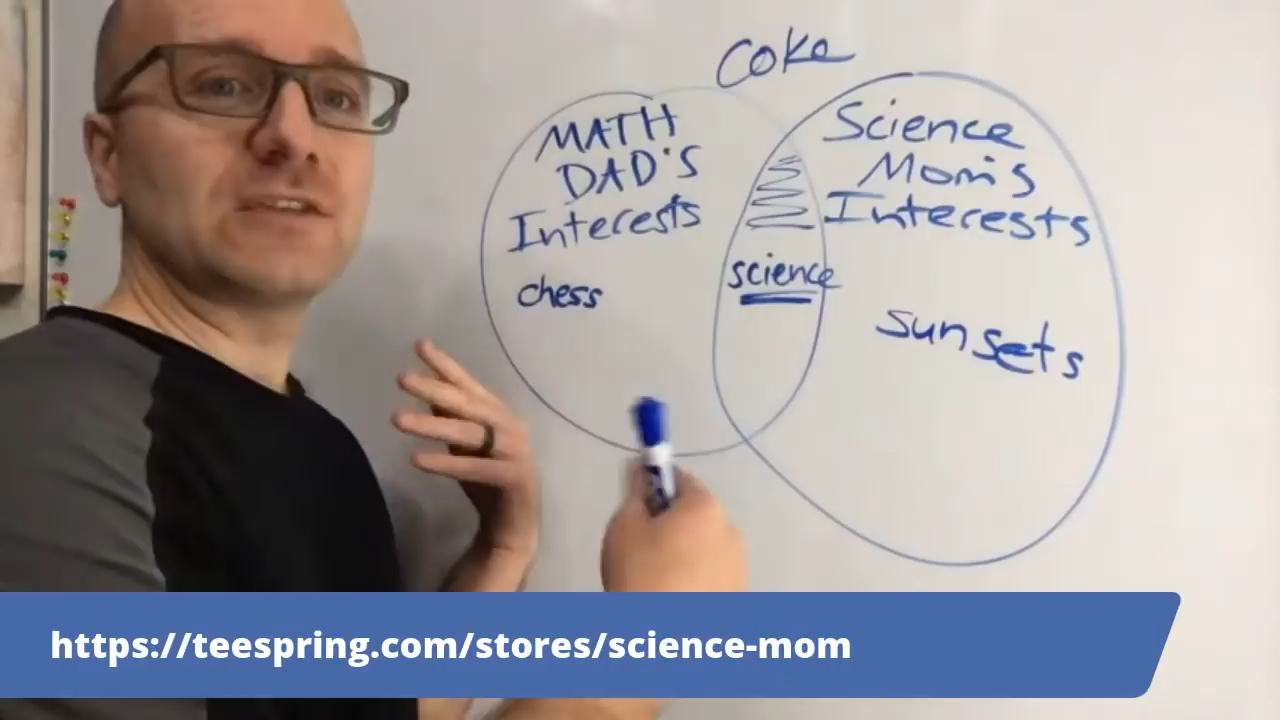 Coke
MATH
DAD'S
Interests
chess
science
Science
Mom's
Interests
sunsets
https://teespring.com/stores/science-mom